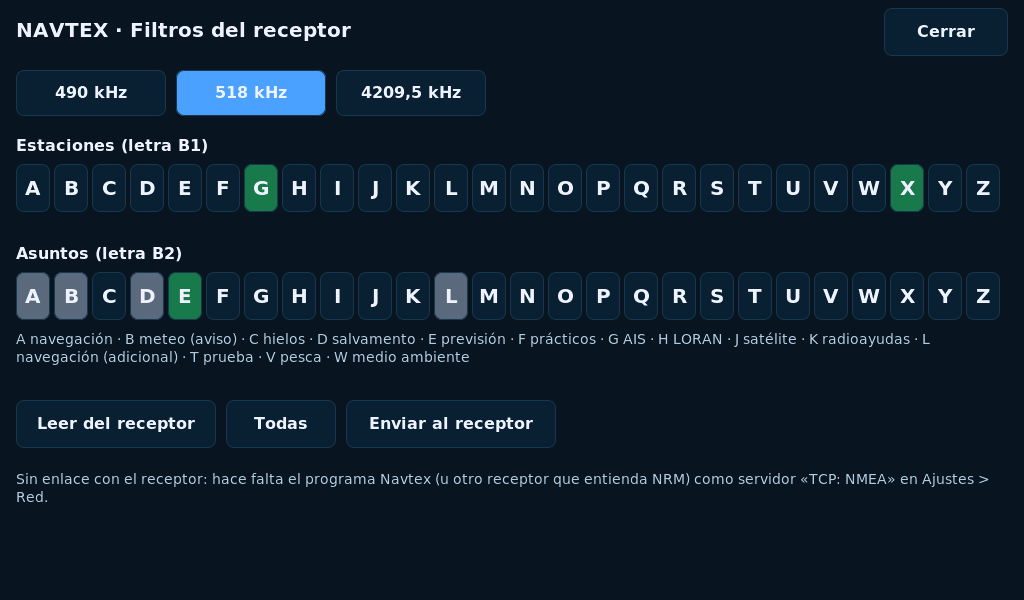 NAVTEX · Filtros del receptor
Cerrar
490 kHz 518 kHz 4209,5 kHz
Estaciones (letra B1)
A B C D E F G H I J K L M N O P Q R S T U V W X Y Z
Asuntos (letra B2)
A B C D E F G H I J K L M N O P Q R S T U V W X Y Z
A navegación · B meteo (aviso) · C hielos · D salvamento · E previsión · F prácticos · G AIS · H LORAN · J satélite · K radioayudas · L
navegación (adicional) · T prueba · V pesca · W medio ambiente
Leer del receptor Todas Enviar al receptor
Sin enlace con el receptor: hace falta el programa Navtex (u otro receptor que entienda NRM) como servidor «TCP: NMEA» en Ajustes >
Red.